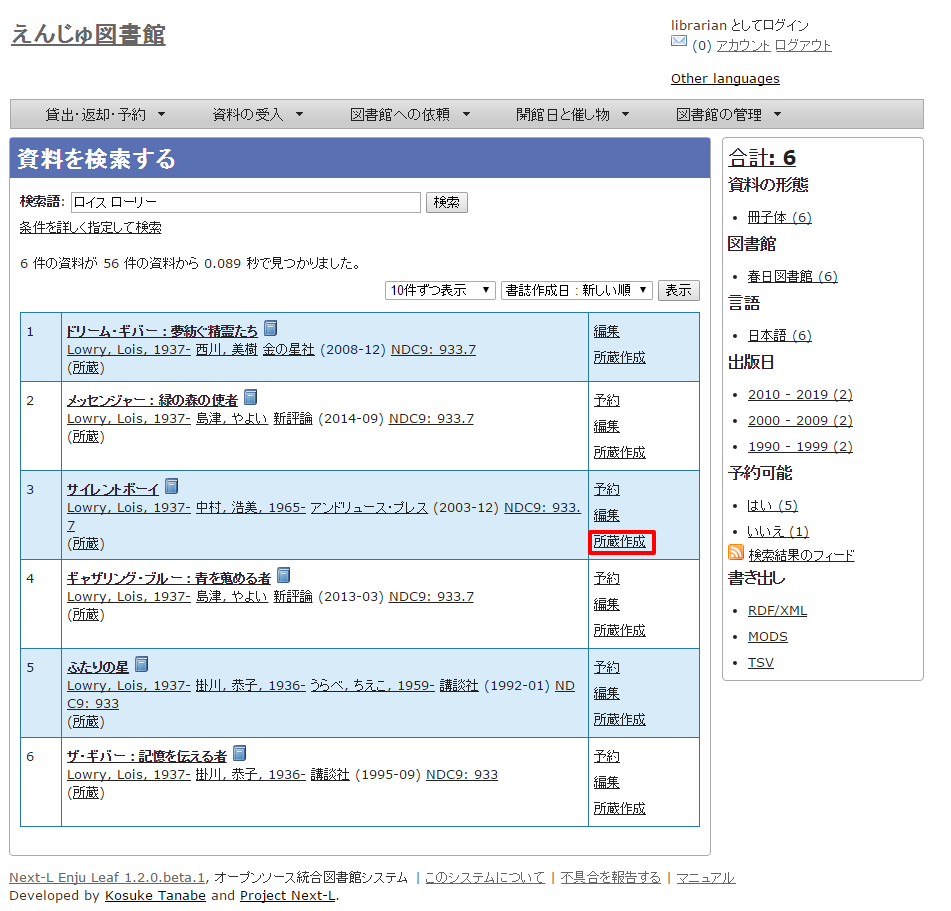 えんじゅ図書館
librarian としてログイン
(0) アカウント ログアウト
Other languages
貸出・返却・予約 ▼ 資料の受入 ▼ 図書館への依頼 ▼ 開館日と催し物 ▼ 図書館の管理 ▼
資料を検索する
検索語: ロイス ローリー 検索
条件を詳しく指定して検索
6 件の資料が 56 件の資料から 0.089 秒で見つかりました。
10件ずつ表示 ▼ 書誌作成日：新しい順 ▼ 表示
1 ドリーム・ギバー : 夢紡ぐ精霊たち 編集
Lowry, Lois, 1937- 西川, 美樹 金の星社 (2008-12) NDC9: 933.7
(所蔵) 所蔵作成
2 メッセンジャー : 緑の森の使者 予約
Lowry, Lois, 1937- 島津, やよい 新評論 (2014-09) NDC9: 933.7 編集
(所蔵) 所蔵作成
3 サイレントボーイ 予約
Lowry, Lois, 1937- 中村, 浩美, 1965- アンドリュース・プレス (2003-12) NDC9: 933.
7 編集
(所蔵) 所蔵作成
4 ギャザリング・ブルー : 青を蒐める者 予約
Lowry, Lois, 1937- 島津, やよい 新評論 (2013-03) NDC9: 933.7 編集
(所蔵) 所蔵作成
5 ふたりの星 予約
Lowry, Lois, 1937- 掛川, 恭子, 1936- うらべ, ちえこ, 1959- 講談社 (1992-01) ND
C9: 933 編集
(所蔵) 所蔵作成
6 ザ・ギバー : 記憶を伝える者 予約
Lowry, Lois, 1937- 掛川, 恭子, 1936- 講談社 (1995-09) NDC9: 933 編集
(所蔵) 所蔵作成
合計: 6
資料の形態
• 冊子体 (6)
図書館
• 春日図書館 (6)
言語
• 日本語 (6)
出版日
• 2010 - 2019 (2)
• 2000 - 2009 (2)
• 1990 - 1999 (2)
予約可能
• はい (5)
• いいえ (1)
検索結果のフィード
書き出し
• RDF/XML
• MODS
• TSV
Next-L Enju Leaf 1.2.0.beta.1, オープンソース統合図書館システム | このシステムについて | 不具合を報告する | マニュアル
Developed by Kosuke Tanabe and Project Next-L.